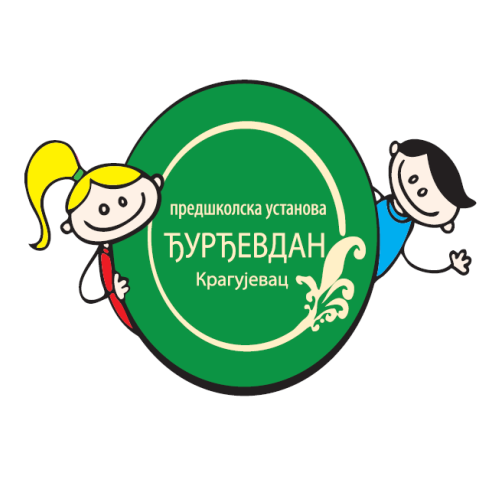 предшколска установа
ЂУРЂЕВДАН
Крагујевац